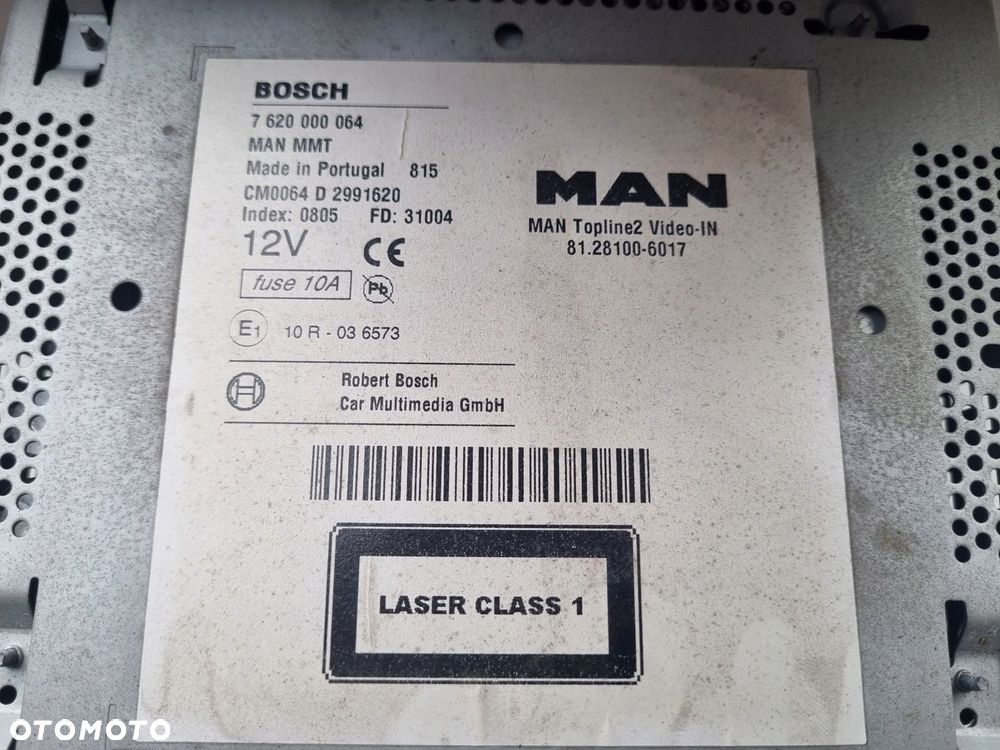 BOSCH
7 620 000 064
MAN MMT
Made in Portugal 815
CM0064 D 2991620
Index: 0805 FD: 31004
12V CE
fuse 10A Pb
E1 10 R - 03 6573
Robert Bosch
Car Multimedia GmbH
MAN
MAN Topline2 Video-IN
81.28100-6017
LASER CLASS 1
OTOMOTO